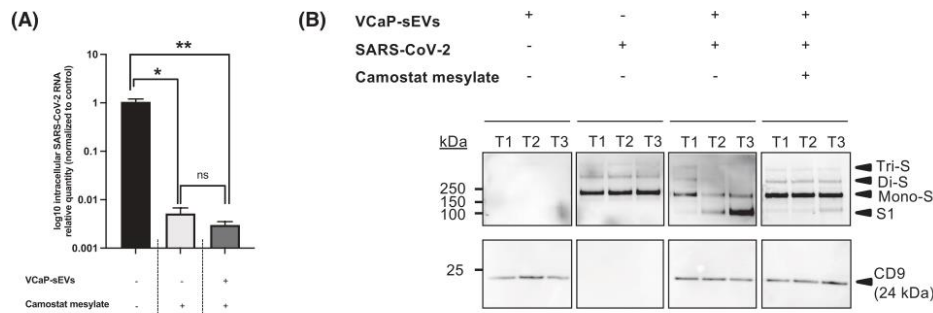 (A)
log10 intracellular SARS-CoV-2 RNA
relative quantity (normalized to control)
10
1
0.1
0.01
0.001
**
*
ns
VCaP-sEVs - - +
Camostat mesylate - + +
(B)
VCaP-sEVs + - + +
SARS-CoV-2 - + + +
Camostat mesylate - - - +
kDa T1 T2 T3 T1 T2 T3 T1 T2 T3 T1 T2 T3
Tri-S
Di-S
250
Mono-S
150
100
S1
25
CD9
(24 kDa)